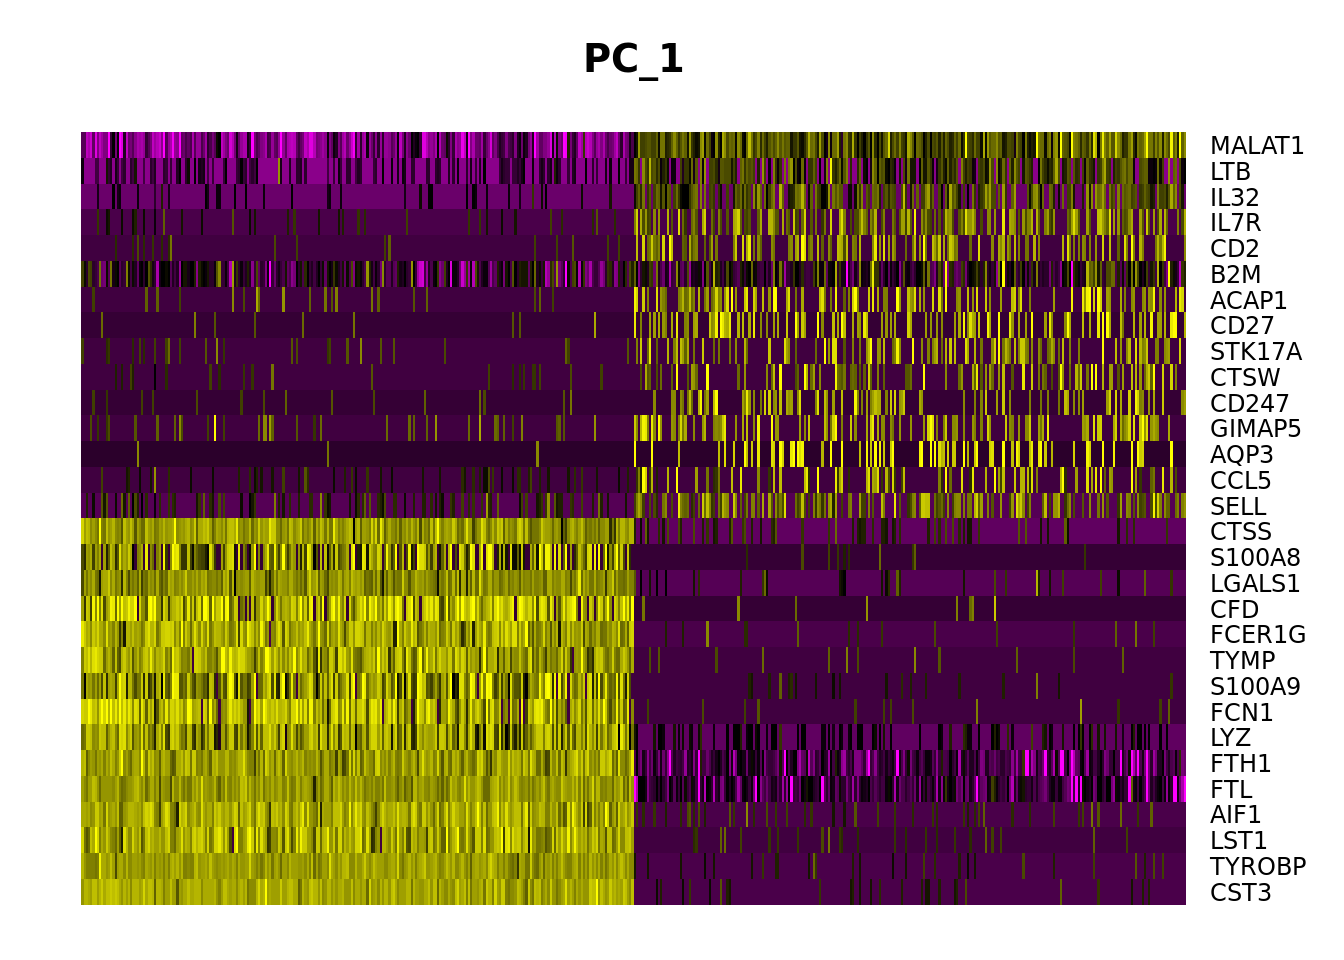 PC_1
MALAT1
LTB
IL32
IL7R
CD2
B2M
ACAP1
CD27
STK17A
CTSW
CD247
GIMAP5
AQP3
CCL5
SELL
CTSS
S100A8
LGALS1
CFD
FCER1G
TYMP
S100A9
FCN1
LYZ
FTH1
FTL
AIF1
LST1
TYROBP
CST3